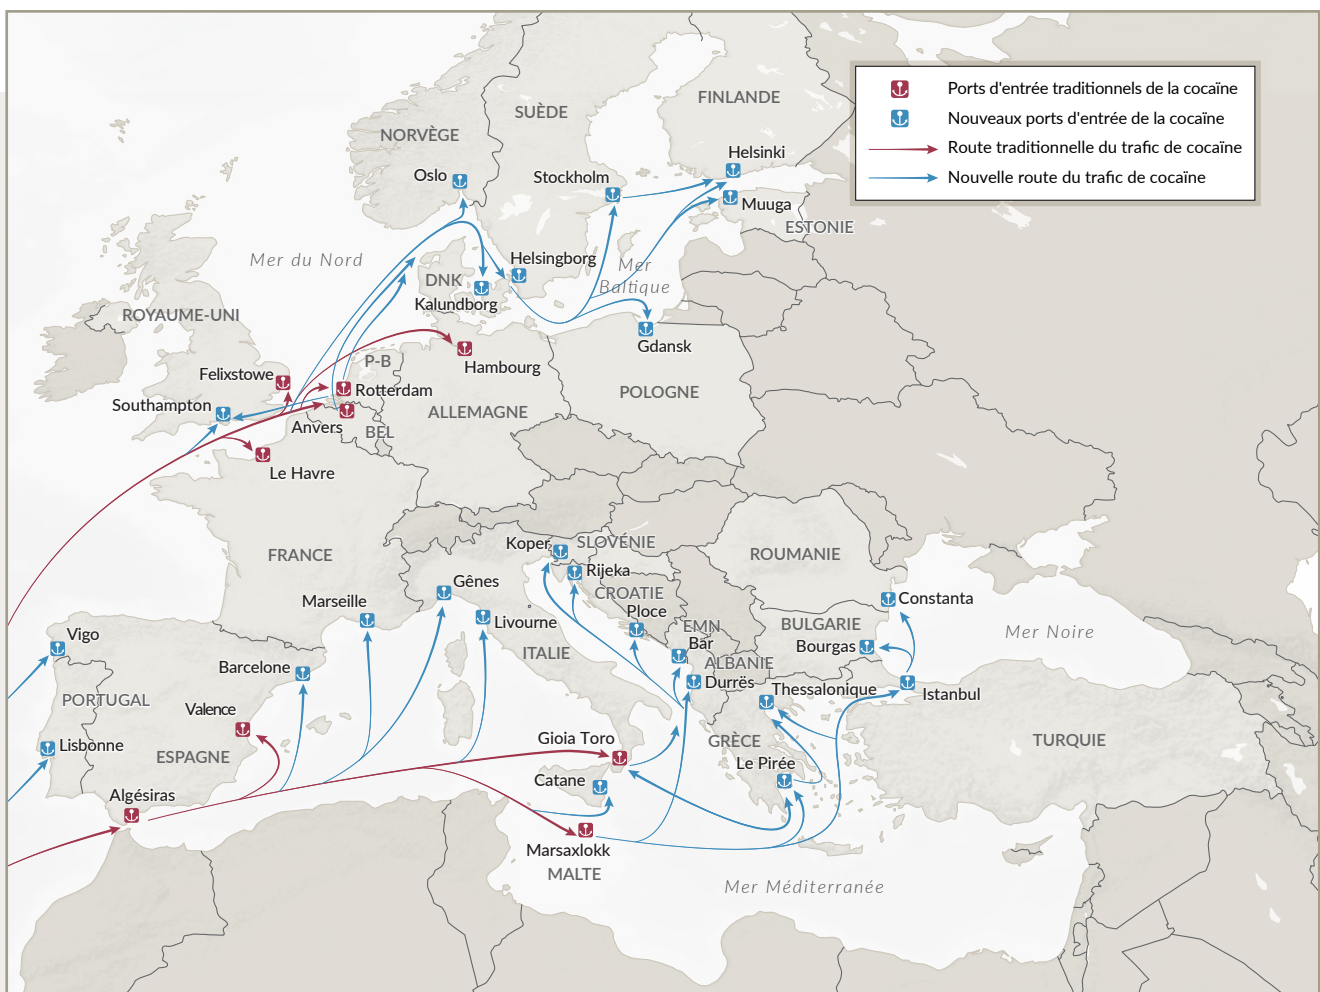 Ports d'entrée traditionnels de la cocaïne
Nouveaux ports d'entrée de la cocaïne
Route traditionnelle du trafic de cocaïne
Nouvelle route du trafic de cocaïne
FINLANDE
SUÈDE
NORVÈGE
Helsinki
Oslo
Stockholm
Muuga
ESTONIE
Mer du Nord
Helsingborg
Mer
Baltique
DNK
Kalundborg
ROYAUME-UNI
Gdansk
P-B
Hambourg
Felixstowe
Rotterdam
POLOGNE
Southampton
ALLEMAGNE
Anvers
BEL
Le Havre
Koper
SLOVÉNIE
FRANCE
ROUMANIE
Rijeka
Gênes
CROATIE
Marseille
Constanta
Ploce
Livourne
BULGARIE
EMN
Mer Noire
Vigo
Bar
Bourgas
ITALIE
ALBANIE
Barcelone
Durrës
Thessalonique
Istanbul
PORTUGAL
Valence
Gioia Toro
GRÈCE
TURQUIE
Lisbonne
ESPAGNE
Le Pirée
Catane
Algésiras
Marsaxlokk
MALTE
Mer Méditerranée